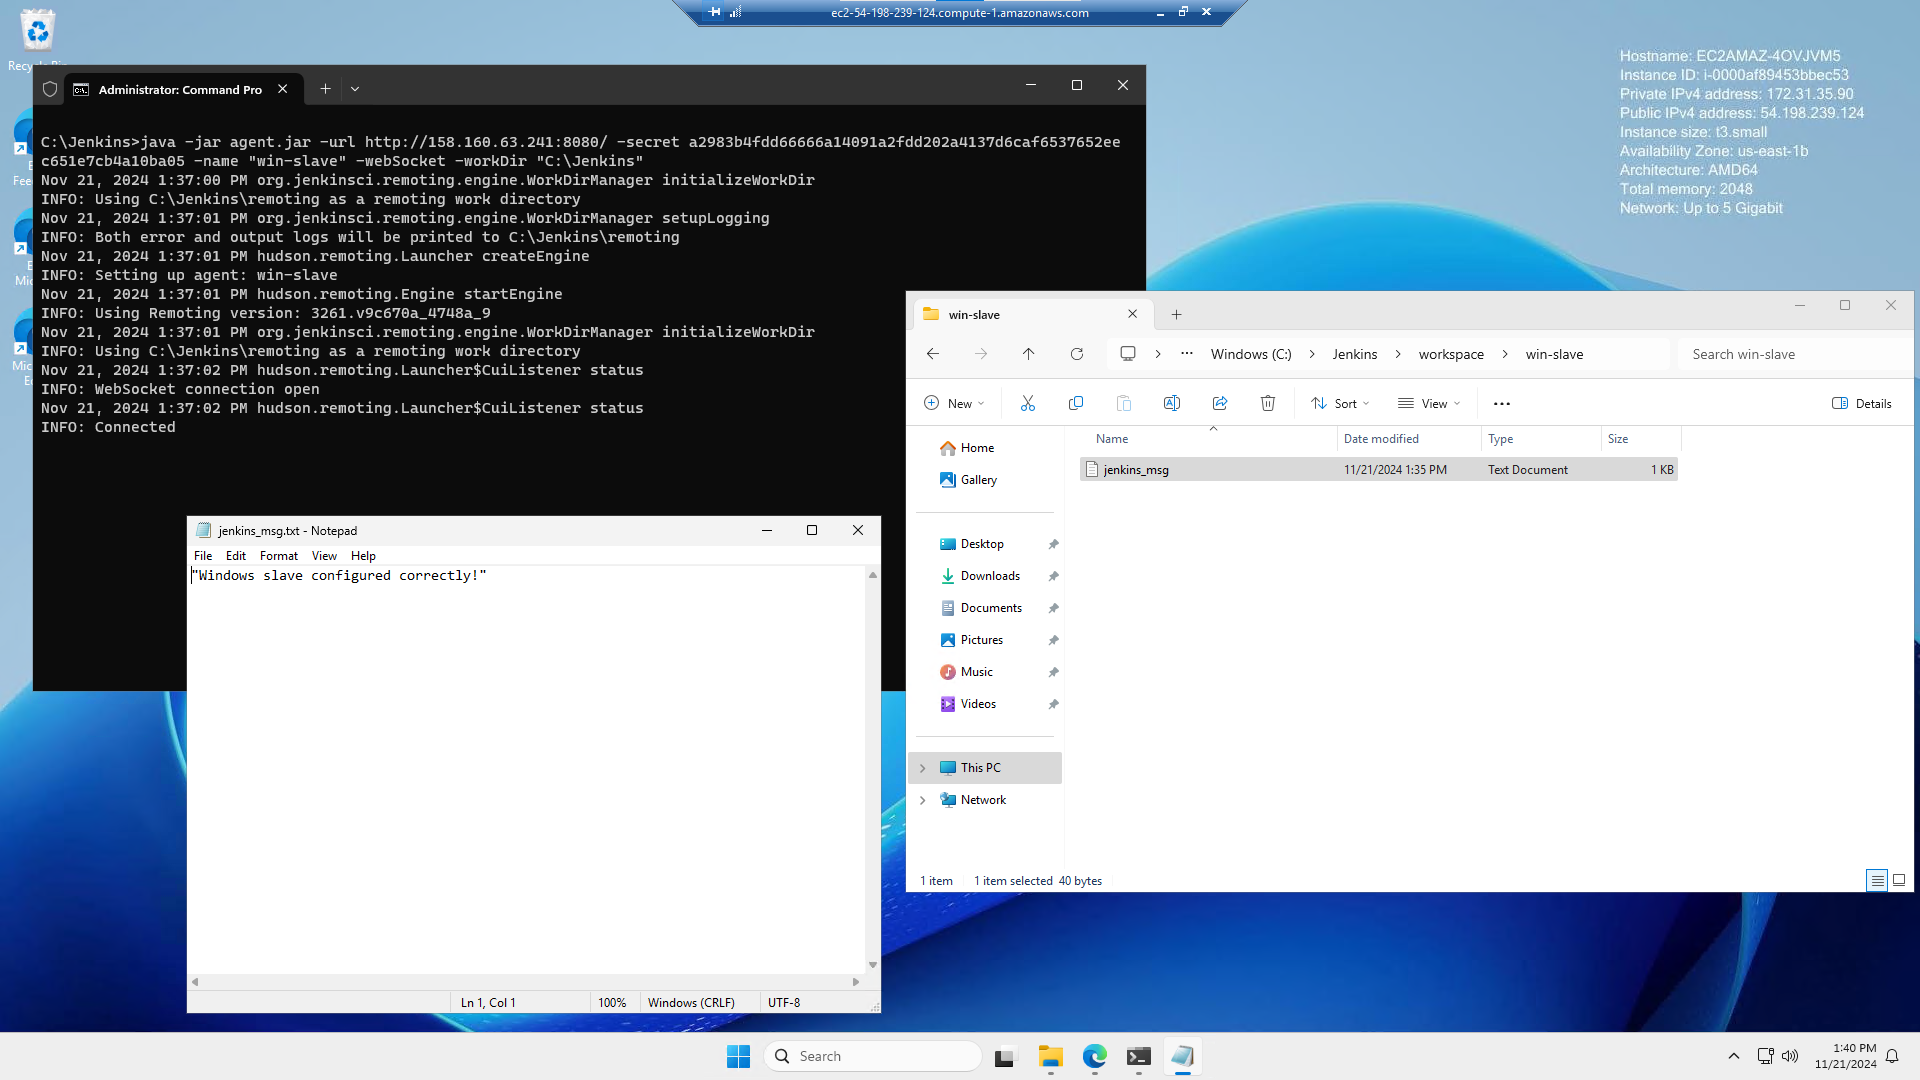 ec2-54-198-239-124.compute-1.amazonaws.com
Hostname: EC2AMAZ-4OVJVM5
Instance ID: i-0000af89453bbec53
Private IPv4 address: 172.31.35.90
Public IPv4 address: 54.198.239.124
Instance size: t3.small
Availability Zone: us-east-1b
Architecture: AMD64
Total memory: 2048
Network: Up to 5 Gigabit
Administrator: Command Pro
C:\Jenkins>java -jar agent.jar -url http://158.160.63.241:8080/ -secret a2983b4fdd66666a14091a2fdd202a4137d6caf6537652ee
c651e7cb4a10ba05 -name "win-slave" -webSocket -workDir "C:\Jenkins"
Nov 21, 2024 1:37:00 PM org.jenkinsci.remoting.engine.WorkDirManager initializeWorkDir
INFO: Using C:\Jenkins\remoting as a remoting work directory
Nov 21, 2024 1:37:01 PM org.jenkinsci.remoting.engine.WorkDirManager setupLogging
INFO: Both error and output logs will be printed to C:\Jenkins\remoting
Nov 21, 2024 1:37:01 PM hudson.remoting.Launcher createEngine
INFO: Setting up agent: win-slave
Nov 21, 2024 1:37:01 PM hudson.remoting.Engine startEngine
INFO: Using Remoting version: 3261.v9c670a_4748a_9
Nov 21, 2024 1:37:01 PM org.jenkinsci.remoting.engine.WorkDirManager initializeWorkDir
INFO: Using C:\Jenkins\remoting as a remoting work directory
Nov 21, 2024 1:37:02 PM hudson.remoting.Launcher$CuiListener status
INFO: WebSocket connection open
Nov 21, 2024 1:37:02 PM hudson.remoting.Launcher$CuiListener status
INFO: Connected
win-slave
Windows (C:) Jenkins workspace win-slave
Search win-slave
New Sort View Details
Name Date modified Type Size
jenkins_msg 11/21/2024 1:35 PM Text Document 1 KB
Home
Gallery
Desktop
Downloads
Documents
Pictures
Music
Videos
This PC
Network
1 item 1 item selected 40 bytes
jenkins_msg.txt - Notepad
File Edit Format View Help
"Windows slave configured correctly!"
Ln 1, Col 1 100% Windows (CRLF) UTF-8
Search
1:40 PM
11/21/2024